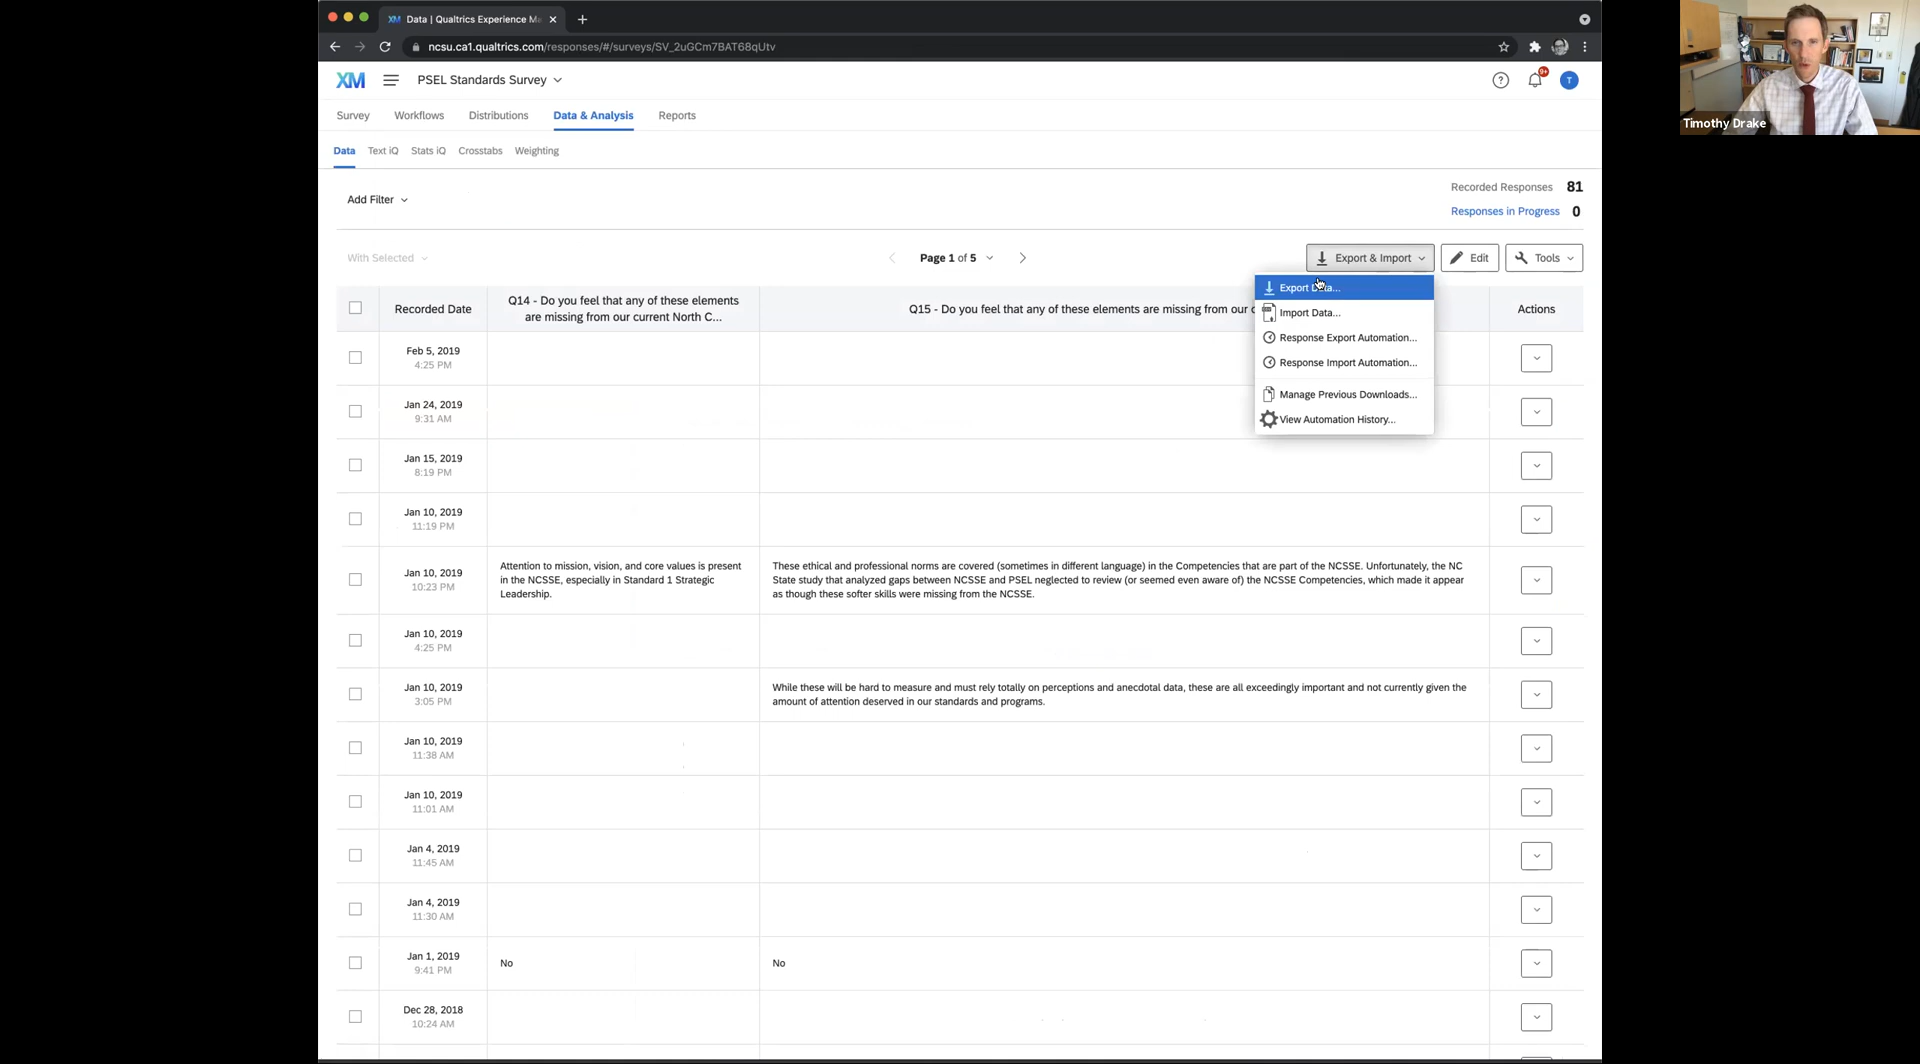 Data | Qualtrics Experience Ma
ncsu.ca1.qualtrics.com/responses/#/surveys/SV_2uGCm7BAT68qUtv
Timothy Drake
XM
PSEL Standards Survey
9+
T
Survey
Workflows
Distributions
Data & Analysis
Reports
Data
Text iQ
Stats iQ
Crosstabs
Weighting
Add Filter
Recorded Responses 81
Responses in Progress 0
With Selected
Page 1 of 5
Export & Import
Edit
Tools
Export Data...
Import Data...
Response Export Automation...
Response Import Automation...
Manage Previous Downloads...
View Automation History...
Recorded Date
Q14 - Do you feel that any of these elements
are missing from our current North C...
Q15 - Do you feel that any of these elements are missing from our c
Actions
Feb 5, 2019
4:25 PM
Jan 24, 2019
9:31 AM
Jan 15, 2019
8:19 PM
Jan 10, 2019
11:19 PM
Jan 10, 2019
10:23 PM
Attention to mission, vision, and core values is present
in the NCSSE, especially in Standard 1 Strategic
Leadership.
These ethical and professional norms are covered (sometimes in different language) in the Competencies that are part of the NCSSE. Unfortunately, the NC
State study that analyzed gaps between NCSSE and PSEL neglected to review (or seemed even aware of) the NCSSE Competencies, which made it appear
as though these softer skills were missing from the NCSSE.
Jan 10, 2019
4:25 PM
Jan 10, 2019
3:05 PM
While these will be hard to measure and must rely totally on perceptions and anecdotal data, these are all exceedingly important and not currently given the
amount of attention deserved in our standards and programs.
Jan 10, 2019
11:38 AM
Jan 10, 2019
11:01 AM
Jan 4, 2019
11:45 AM
Jan 4, 2019
11:30 AM
Jan 1, 2019
9:41 PM
No
No
Dec 28, 2018
10:24 AM